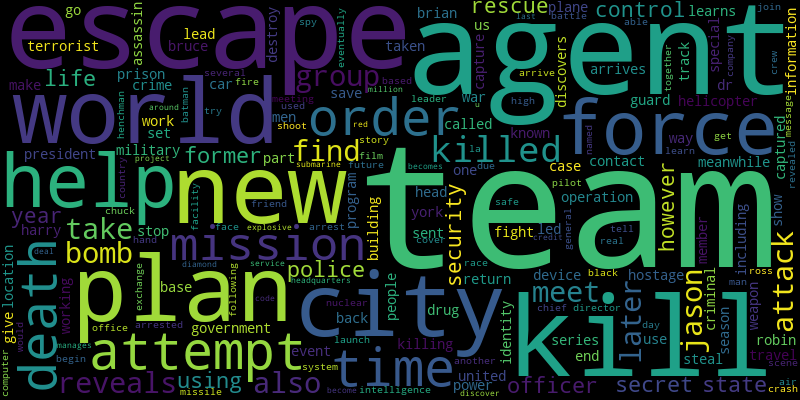 escape
agent
team
kill
world
force
help
new
plan
city
order
killed
mission
attempt
time
death
group
find
take
bomb
control
rescue
plane
learns
go
assassin
lead
terrorist
bruce
destroy
spy
eventually
taken
brian
us
capture
war
discovers
arrives
track
special
together
company
able
last
battle
join
crew
information
message
revealed
make
life
prison
crime
henchman
several
car
fire
used
based
million
meeting
arrive
high
guard
dr
helicopter
save
men
try
around
batman
work
set
president
military
project
former
part
shoot
leader
called
known
named
learn
way
get
captured
country
story
film
red
future
submarine
la
becomes
one
due
case
pilot
contact
meanwhile
year
harry
chuck
stop
facility
friend
program
building
head
york
sent
cover
security
safe
fight
led
operation
general
tell
real
credit
however
member
including
show
attack
deal
location
working
hand
face
explosive
arrest
diamond
service
headquarters
police
people
race
return
device
hostage
black
ross
man
weapon
criminal
jason
give
base
exchange
following
code
nuclear
back
drug
identity
united
power
series
end
meet
later
chief
director
day
use
season
steal
robin
travel
scene
office
arrested
government
launch
killing
another
discover
computer
would
manages
begin
reveals
using
also
event
system
missile
become
intelligence
officer
secret
state
air
crash